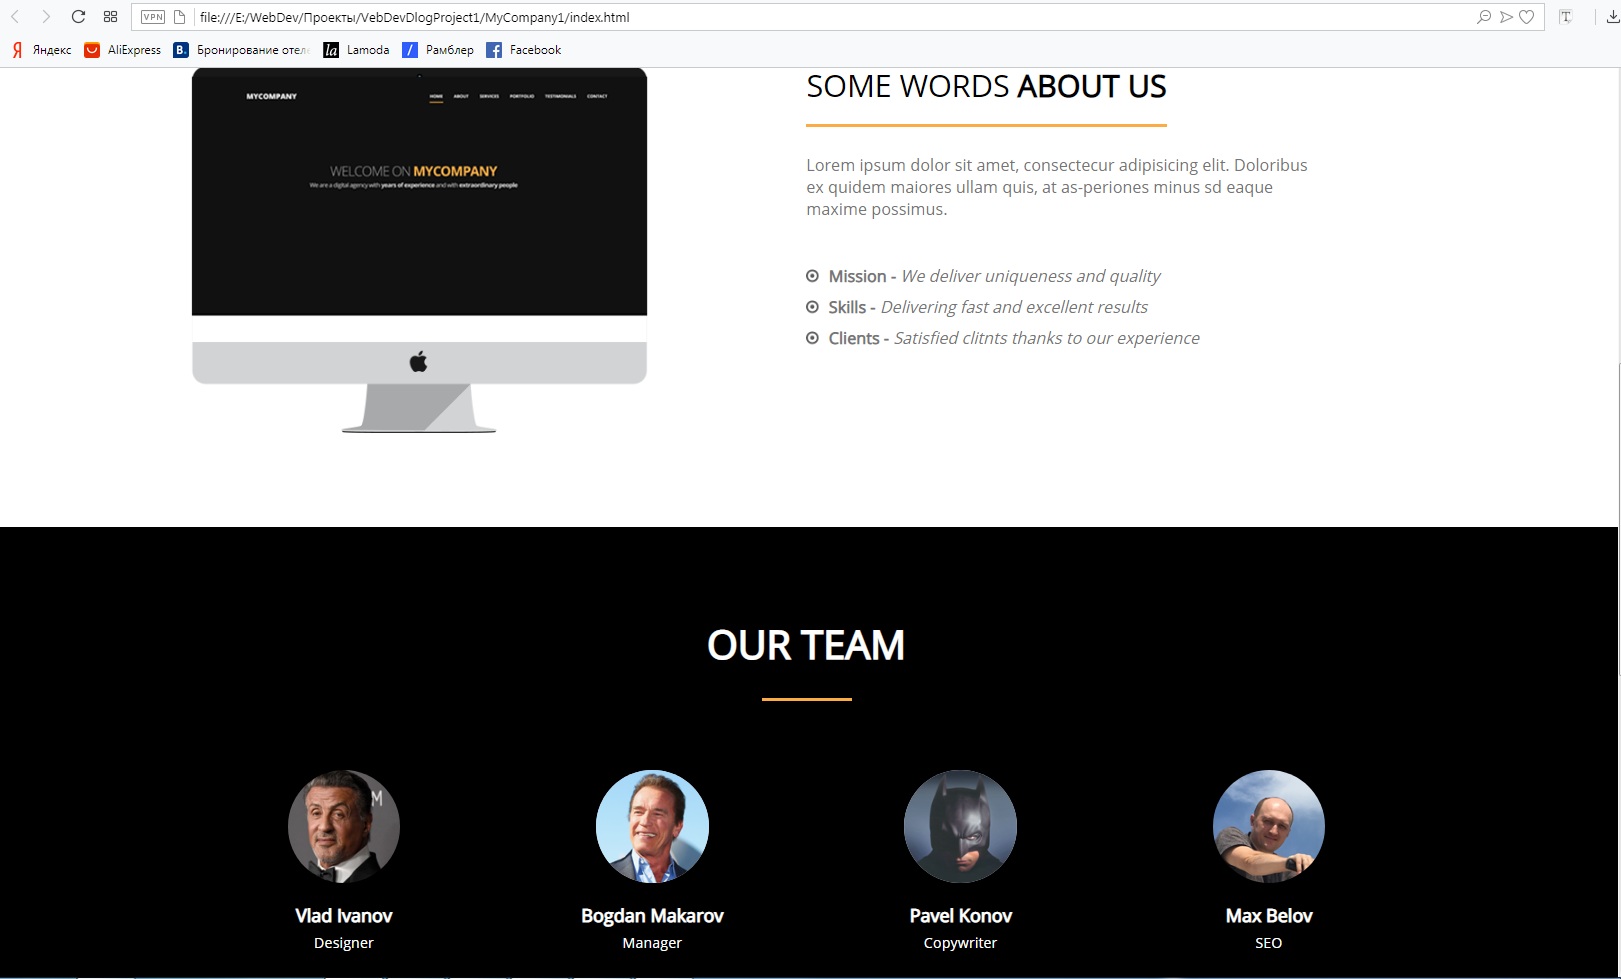 VPN
file:///E:/WebDev/Проекты/VebDevDlogProject1/MyCompany1/index.html
Яндекс AliExpress Бронирование отел Lamoda Рамблер Facebook
MYCOMPANY HOME ABOUT SERVICES PORTFOLIO TESTIMONIALS CONTACT
WELCOME ON MYCOMPANY
We are a digital agency with years of experience and with extraordinary people
SOME WORDS ABOUT US
Lorem ipsum dolor sit amet, consectecur adipisicing elit. Doloribus
ex quidem maiores ullam quis, at as-periones minus sd eaque
maxime possimus.
Mission - We deliver uniqueness and quality
Skills - Delivering fast and excellent results
Clients - Satisfied clitnts thanks to our experience
OUR TEAM
Vlad Ivanov
Designer
Bogdan Makarov
Manager
Pavel Konov
Copywriter
Max Belov
SEO